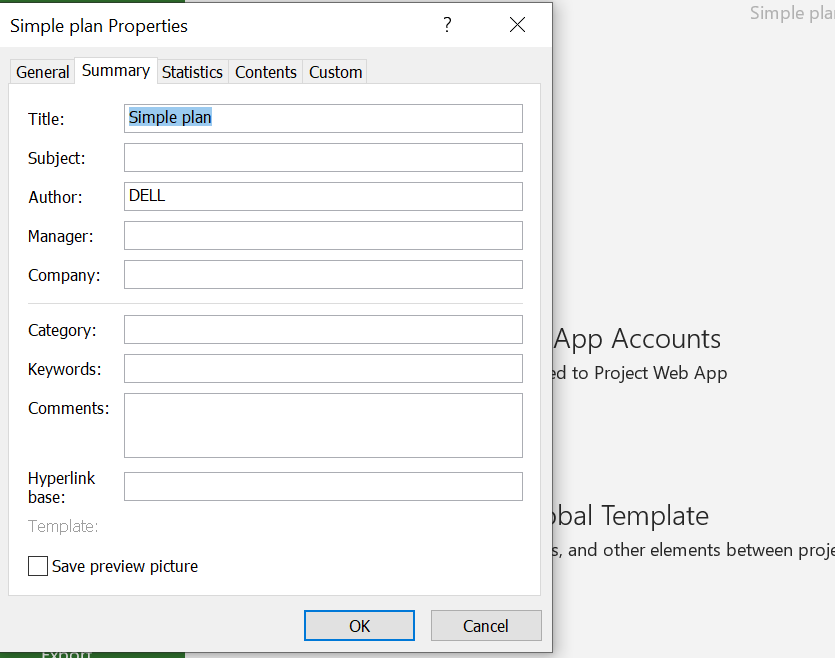 Simple plan Properties
?
Simple pla
General Summary Statistics Contents Custom
Title: Simple plan
Subject:
Author: DELL
Manager:
Company:
Category:
Keywords:
Comments:
Hyperlink
base:
Template:
Save preview picture
OK Cancel
App Accounts
ed to Project Web App
obal Template
s, and other elements between proje
Export